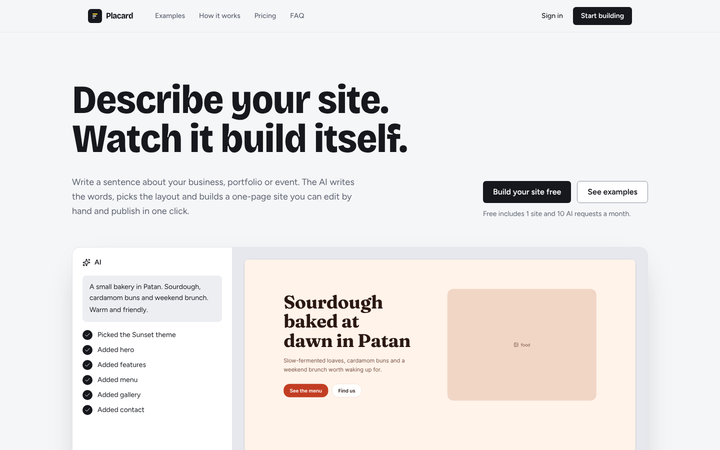 Placard
Examples
How it works
Pricing
FAQ
Sign in
Start building
Describe your site.
Watch it build itself.
Write a sentence about your business, portfolio or event. The AI writes
the words, picks the layout and builds a one-page site you can edit by
hand and publish in one click.
Build your site free
See examples
Free includes 1 site and 10 AI requests a month.
AI
A small bakery in Patan. Sourdough,
cardamom buns and weekend brunch.
Warm and friendly.
Picked the Sunset theme
Added hero
Added features
Added menu
Added gallery
Added contact
Sourdough
baked at
dawn in Patan
Slow-fermented loaves, cardamom buns and a
weekend brunch worth waking up for.
See the menu
Find us
food